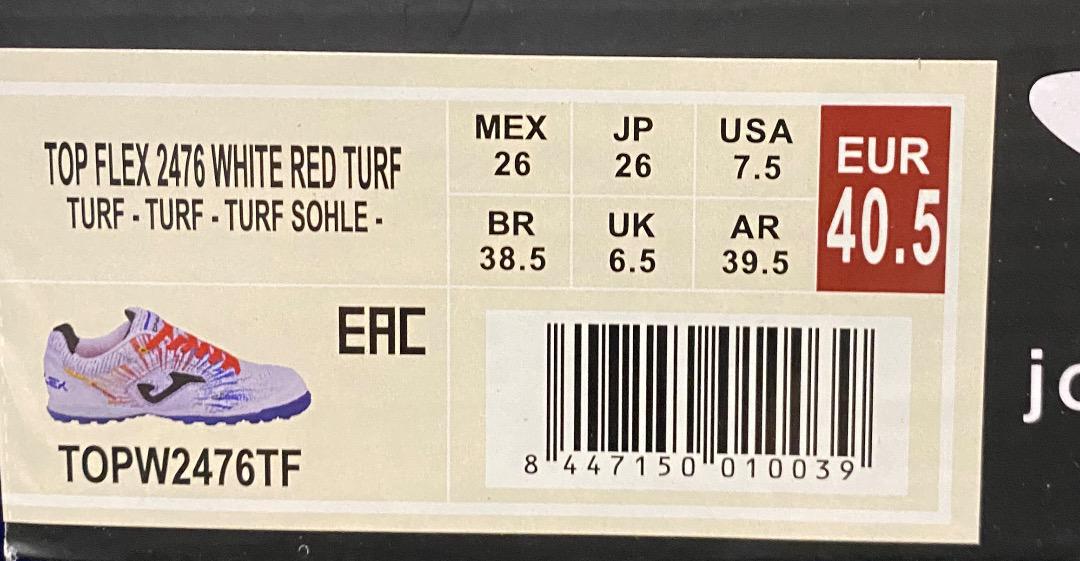 TOP FLEX 2476 WHITE RED TURF
TURF - TURF - TURF SOHLE -
MEX
26
JP
26
USA
7.5
BR
38.5
UK
6.5
AR
39.5
EUR
40.5
EAC
TOPW2476TF
8 447150 010039